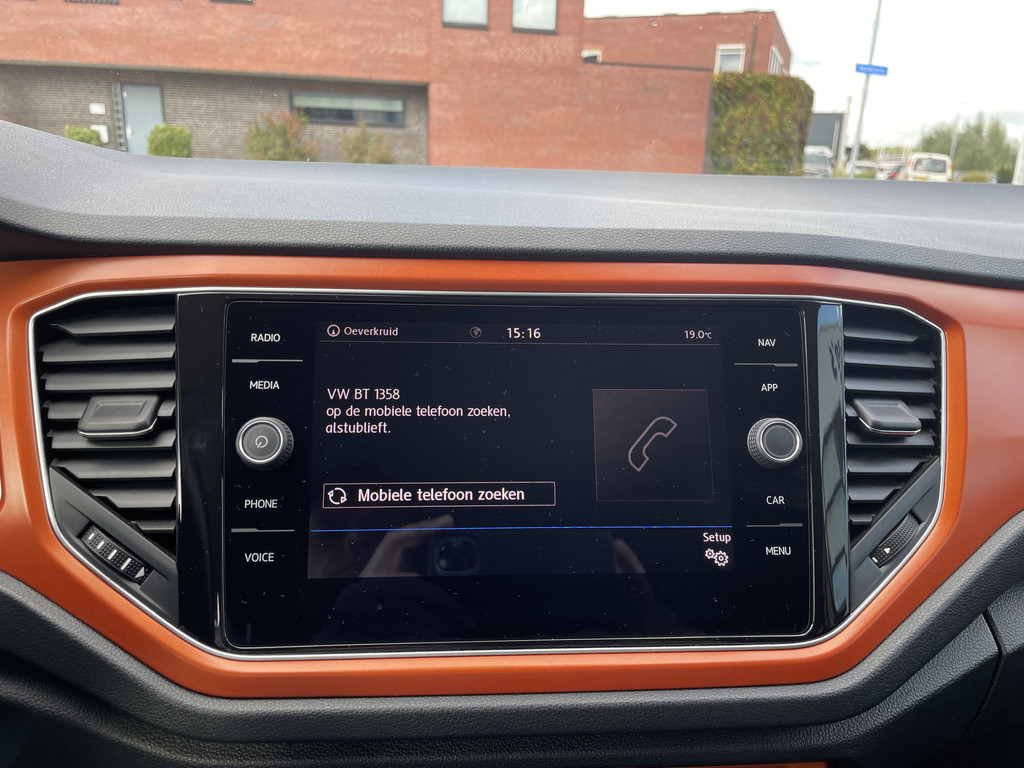 RADIO
MEDIA
PHONE
VOICE
Oeverkruid
15:16
19.0°C
VW BT 1358
op de mobiele telefoon zoeken,
alstublieft.
Mobiele telefoon zoeken
Setup
NAV
APP
CAR
MENU